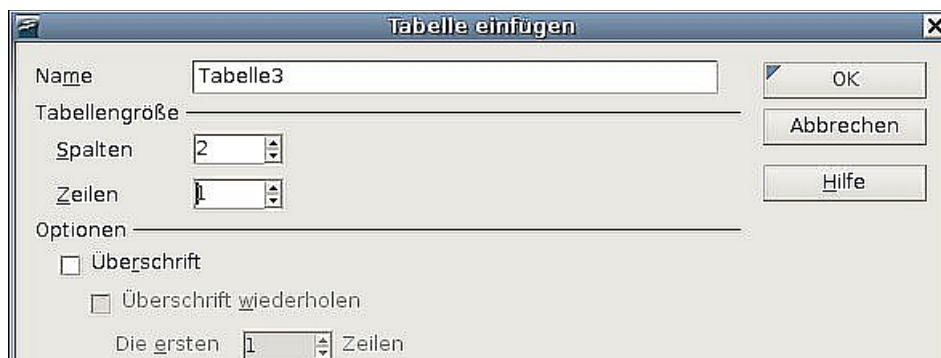 Tabelle einfügen
Name Tabelle3 OK
Tabellengröße Abbrechen
Spalten 2
Zeilen 1 Hilfe
Optionen
Überschrift
Überschrift wiederholen
Die ersten 1 Zeilen